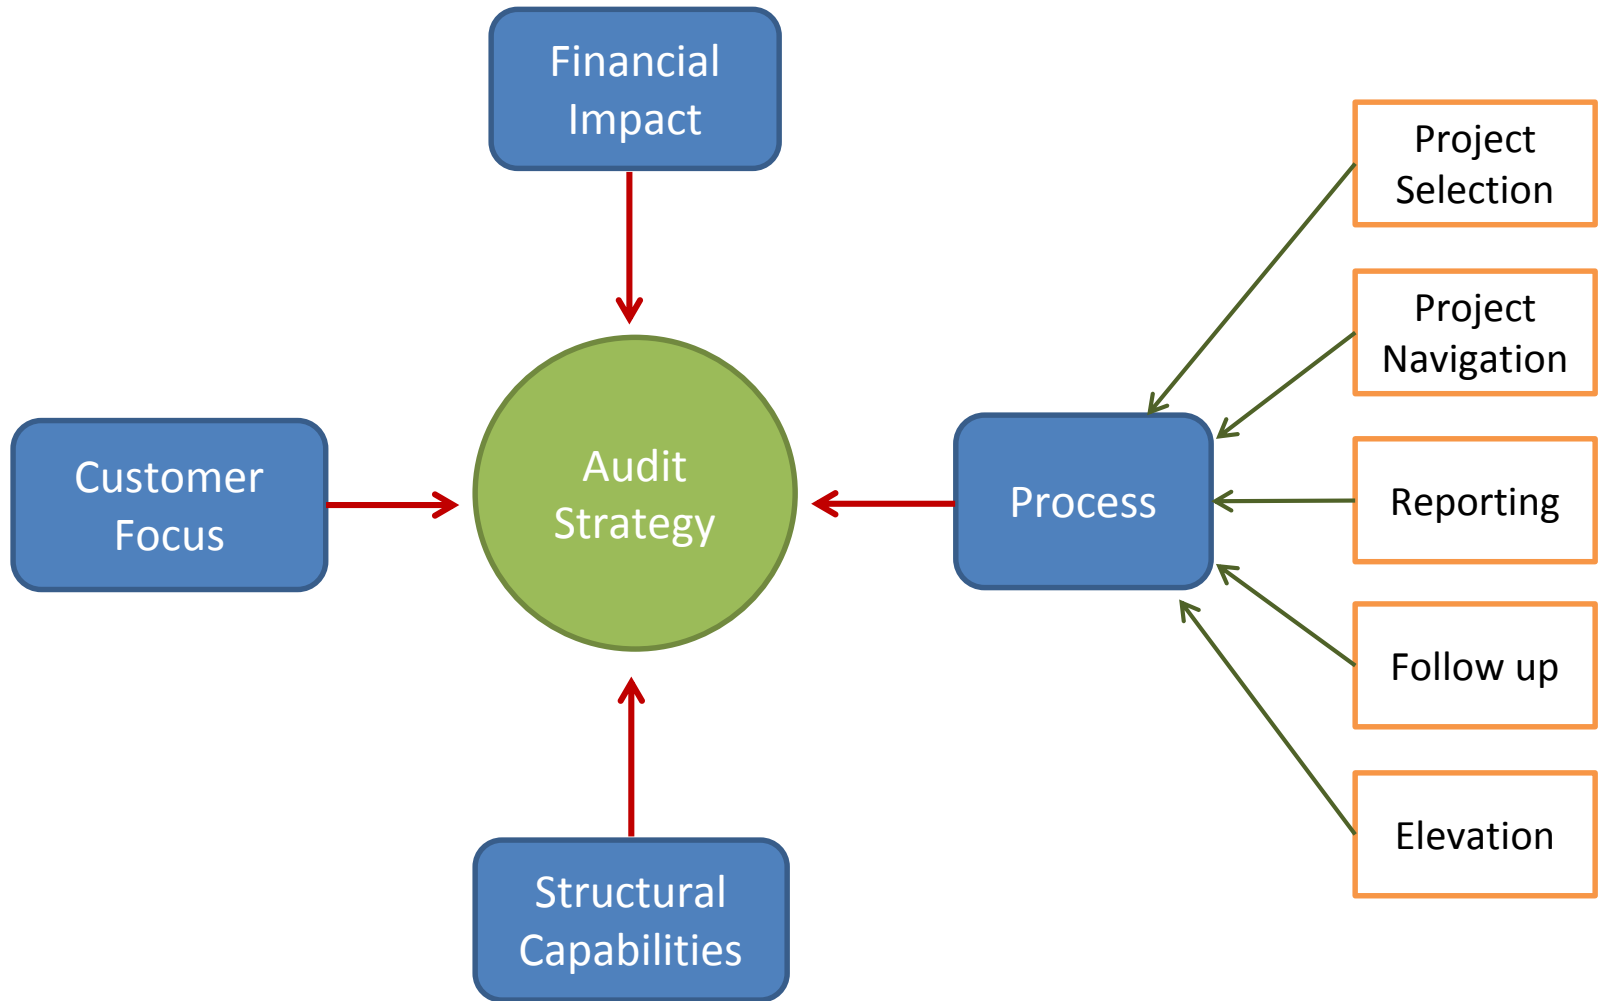 Financial
Impact
Project
Selection
Project
Navigation
Customer
Focus
Audit
Strategy
Process
Reporting
Follow up
Elevation
Structural
Capabilities